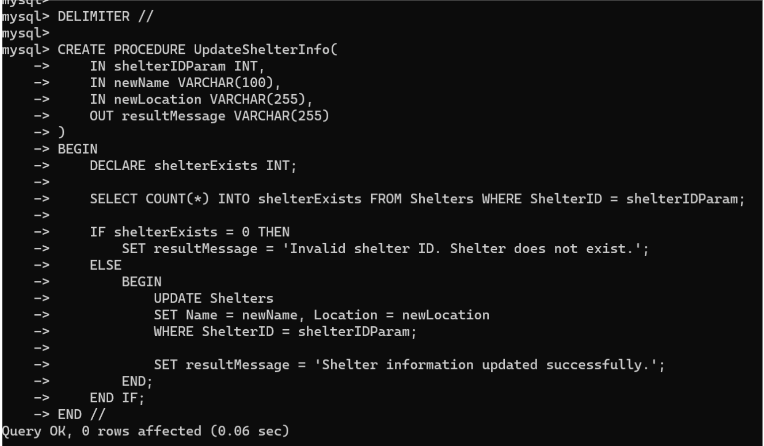 mysql>
mysql> DELIMITER //
mysql>
mysql> CREATE PROCEDURE UpdateShelterInfo(
    ->     IN shelterIDParam INT,
    ->     IN newName VARCHAR(100),
    ->     IN newLocation VARCHAR(255),
    ->     OUT resultMessage VARCHAR(255)
    -> )
    -> BEGIN
    ->     DECLARE shelterExists INT;
    ->
    ->     SELECT COUNT(*) INTO shelterExists FROM Shelters WHERE ShelterID = shelterIDParam;
    ->
    ->     IF shelterExists = 0 THEN
    ->         SET resultMessage = 'Invalid shelter ID. Shelter does not exist.';
    ->     ELSE
    ->         BEGIN
    ->             UPDATE Shelters
    ->             SET Name = newName, Location = newLocation
    ->             WHERE ShelterID = shelterIDParam;
    ->
    ->             SET resultMessage = 'Shelter information updated successfully.';
    ->         END;
    ->     END IF;
    -> END //
Query OK, 0 rows affected (0.06 sec)